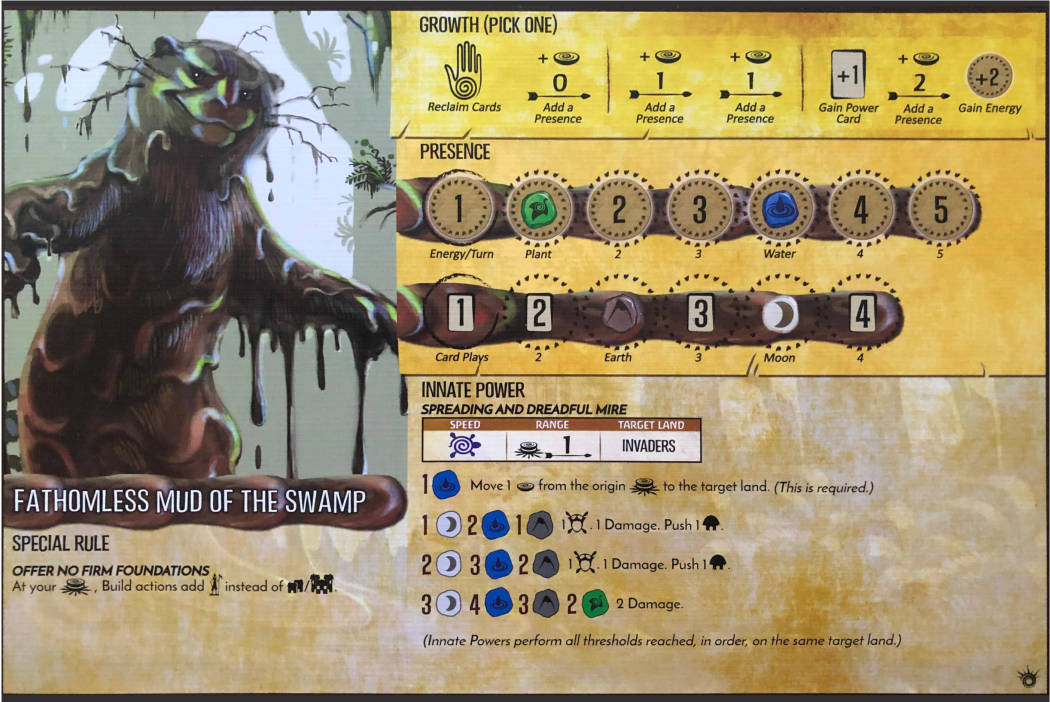 GROWTH (PICK ONE)
+ + + +
0 1 1 +1 2 +2
Reclaim Cards Add a Presence Add a Presence Add a Presence Gain Power Card Add a Presence Gain Energy
PRESENCE
1 2 3 4 5
Energy/Turn Plant 2 3 Water 4 5
1 2 3 4
Card Plays 2 Earth 3 Moon 4
INNATE POWER
SPREADING AND DREADFUL MIRE
SPEED RANGE TARGET LAND
1 INVADERS
1 Move 1 from the origin to the target land. (This is required.)
1 2 1 1 . 1 Damage. Push 1 .
2 3 2 1 . 1 Damage. Push 1 .
3 4 3 2 2 Damage.
(Innate Powers perform all thresholds reached, in order, on the same target land.)
FATHOMLESS MUD OF THE SWAMP
SPECIAL RULE
OFFER NO FIRM FOUNDATIONS
At your , Build actions add instead of / .